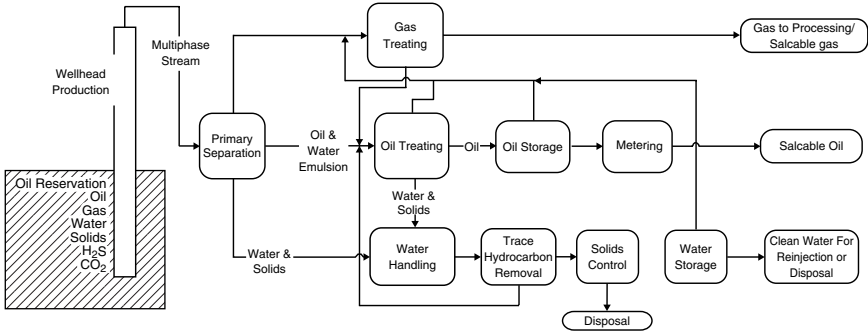 Gas
Treating
Gas to Processing/
Salcable gas
Multiphase
Stream
Wellhead
Production
Primary
Separation
Oil &
Water
Emulsion
Oil Treating
Oil
Oil Storage
Metering
Salcable Oil
Oil Reservation
Oil
Gas
Water
Solids
H2S
CO2
Water &
Solids
Water &
Solids
Water
Handling
Trace
Hydrocarbon
Removal
Solids
Control
Water
Storage
Clean Water For
Reinjection or
Disposal
Disposal